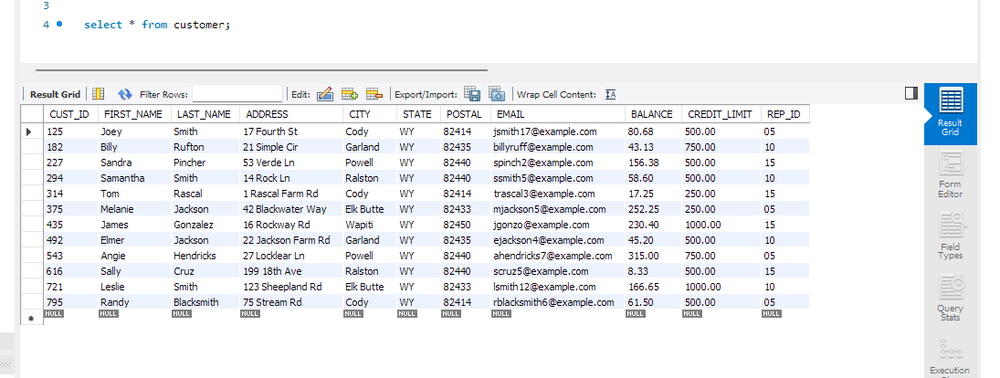 3
4 select * from customer;
Result Grid Filter Rows: Edit: Export/Import: Wrap Cell Content: IA
CUST_ID FIRST_NAME LAST_NAME ADDRESS CITY STATE POSTAL EMAIL BALANCE CREDIT_LIMIT REP_ID
125 Joey Smith 17 Fourth St Cody WY 82414 jsmith17@example.com 80.68 500.00 05
182 Billy Rufton 21 Simple Cir Garland WY 82435 billyruff@example.com 43.13 750.00 10
227 Sandra Pincher 53 Verde Ln Powell WY 82440 spinch2@example.com 156.38 500.00 15
294 Samantha Smith 14 Rock Ln Ralston WY 82440 ssmith5@example.com 58.60 500.00 10
314 Tom Rascal 1 Rascal Farm Rd Cody WY 82414 trascal3@example.com 17.25 250.00 15
375 Melanie Jackson 42 Blackwater Way Elk Butte WY 82433 mjackson5@example.com 252.25 250.00 05
435 James Gonzalez 16 Rockway Rd Wapiti WY 82450 jgonzo@example.com 230.40 1000.00 15
492 Elmer Jackson 22 Jackson Farm Rd Garland WY 82435 ejackson4@example.com 45.20 500.00 10
543 Angie Hendricks 27 Locklear Ln Powell WY 82440 ahendricks7@example.com 315.00 750.00 05
616 Sally Cruz 199 18th Ave Ralston WY 82440 scruz5@example.com 8.33 500.00 15
721 Leslie Smith 123 Sheepland Rd Elk Butte WY 82433 lsmith12@example.com 166.65 1000.00 10
795 Randy Blacksmith 75 Stream Rd Cody WY 82414 rblacksmith6@example.com 61.50 500.00 05
NULL NULL NULL NULL NULL NULL NULL NULL NULL NULL NULL
Result
Grid
Form
Editor
Field
Types
Query
Stats
Execution